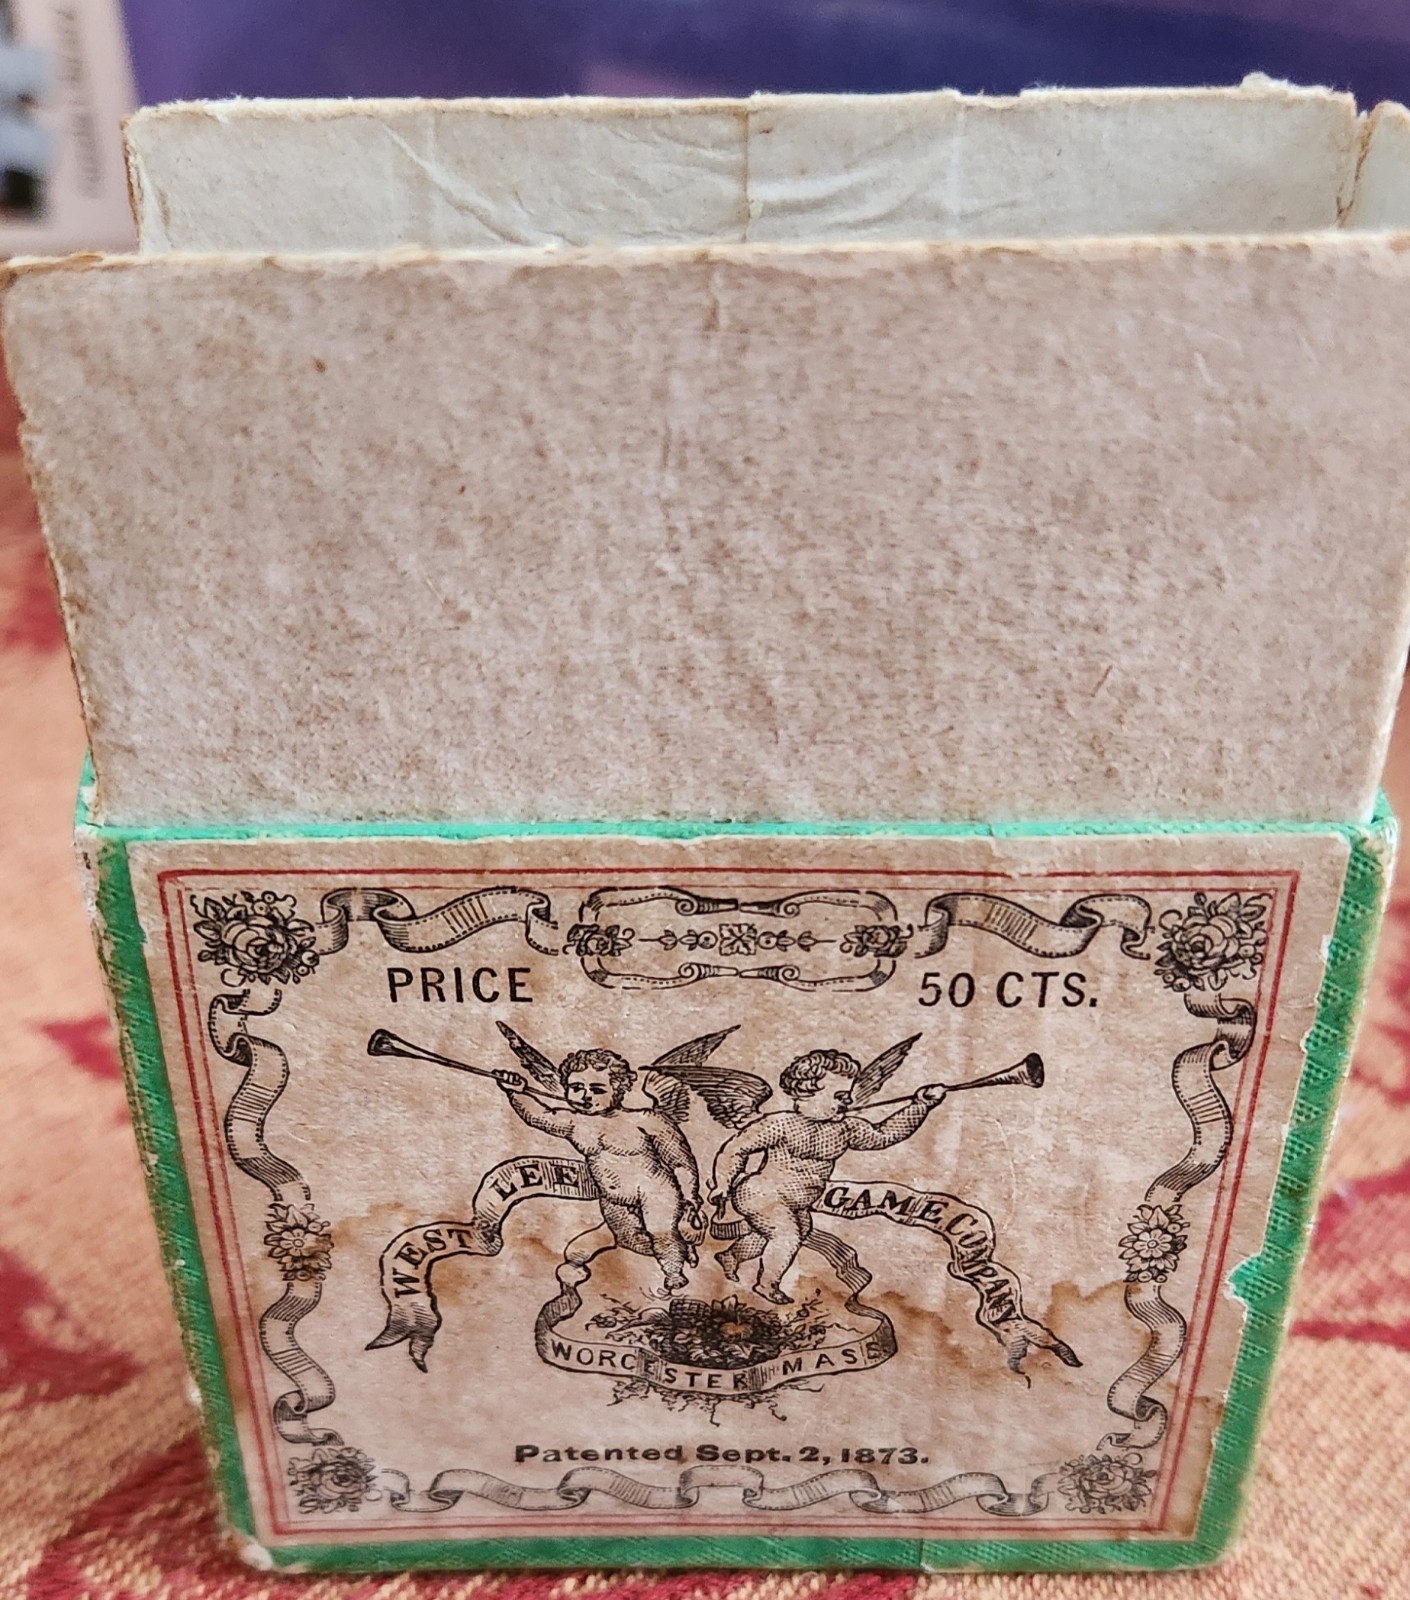 PRICE 50 CTS.
WEST LEE GAME COMPANY
WORCESTER MASS
Patented Sept. 2, 1873.